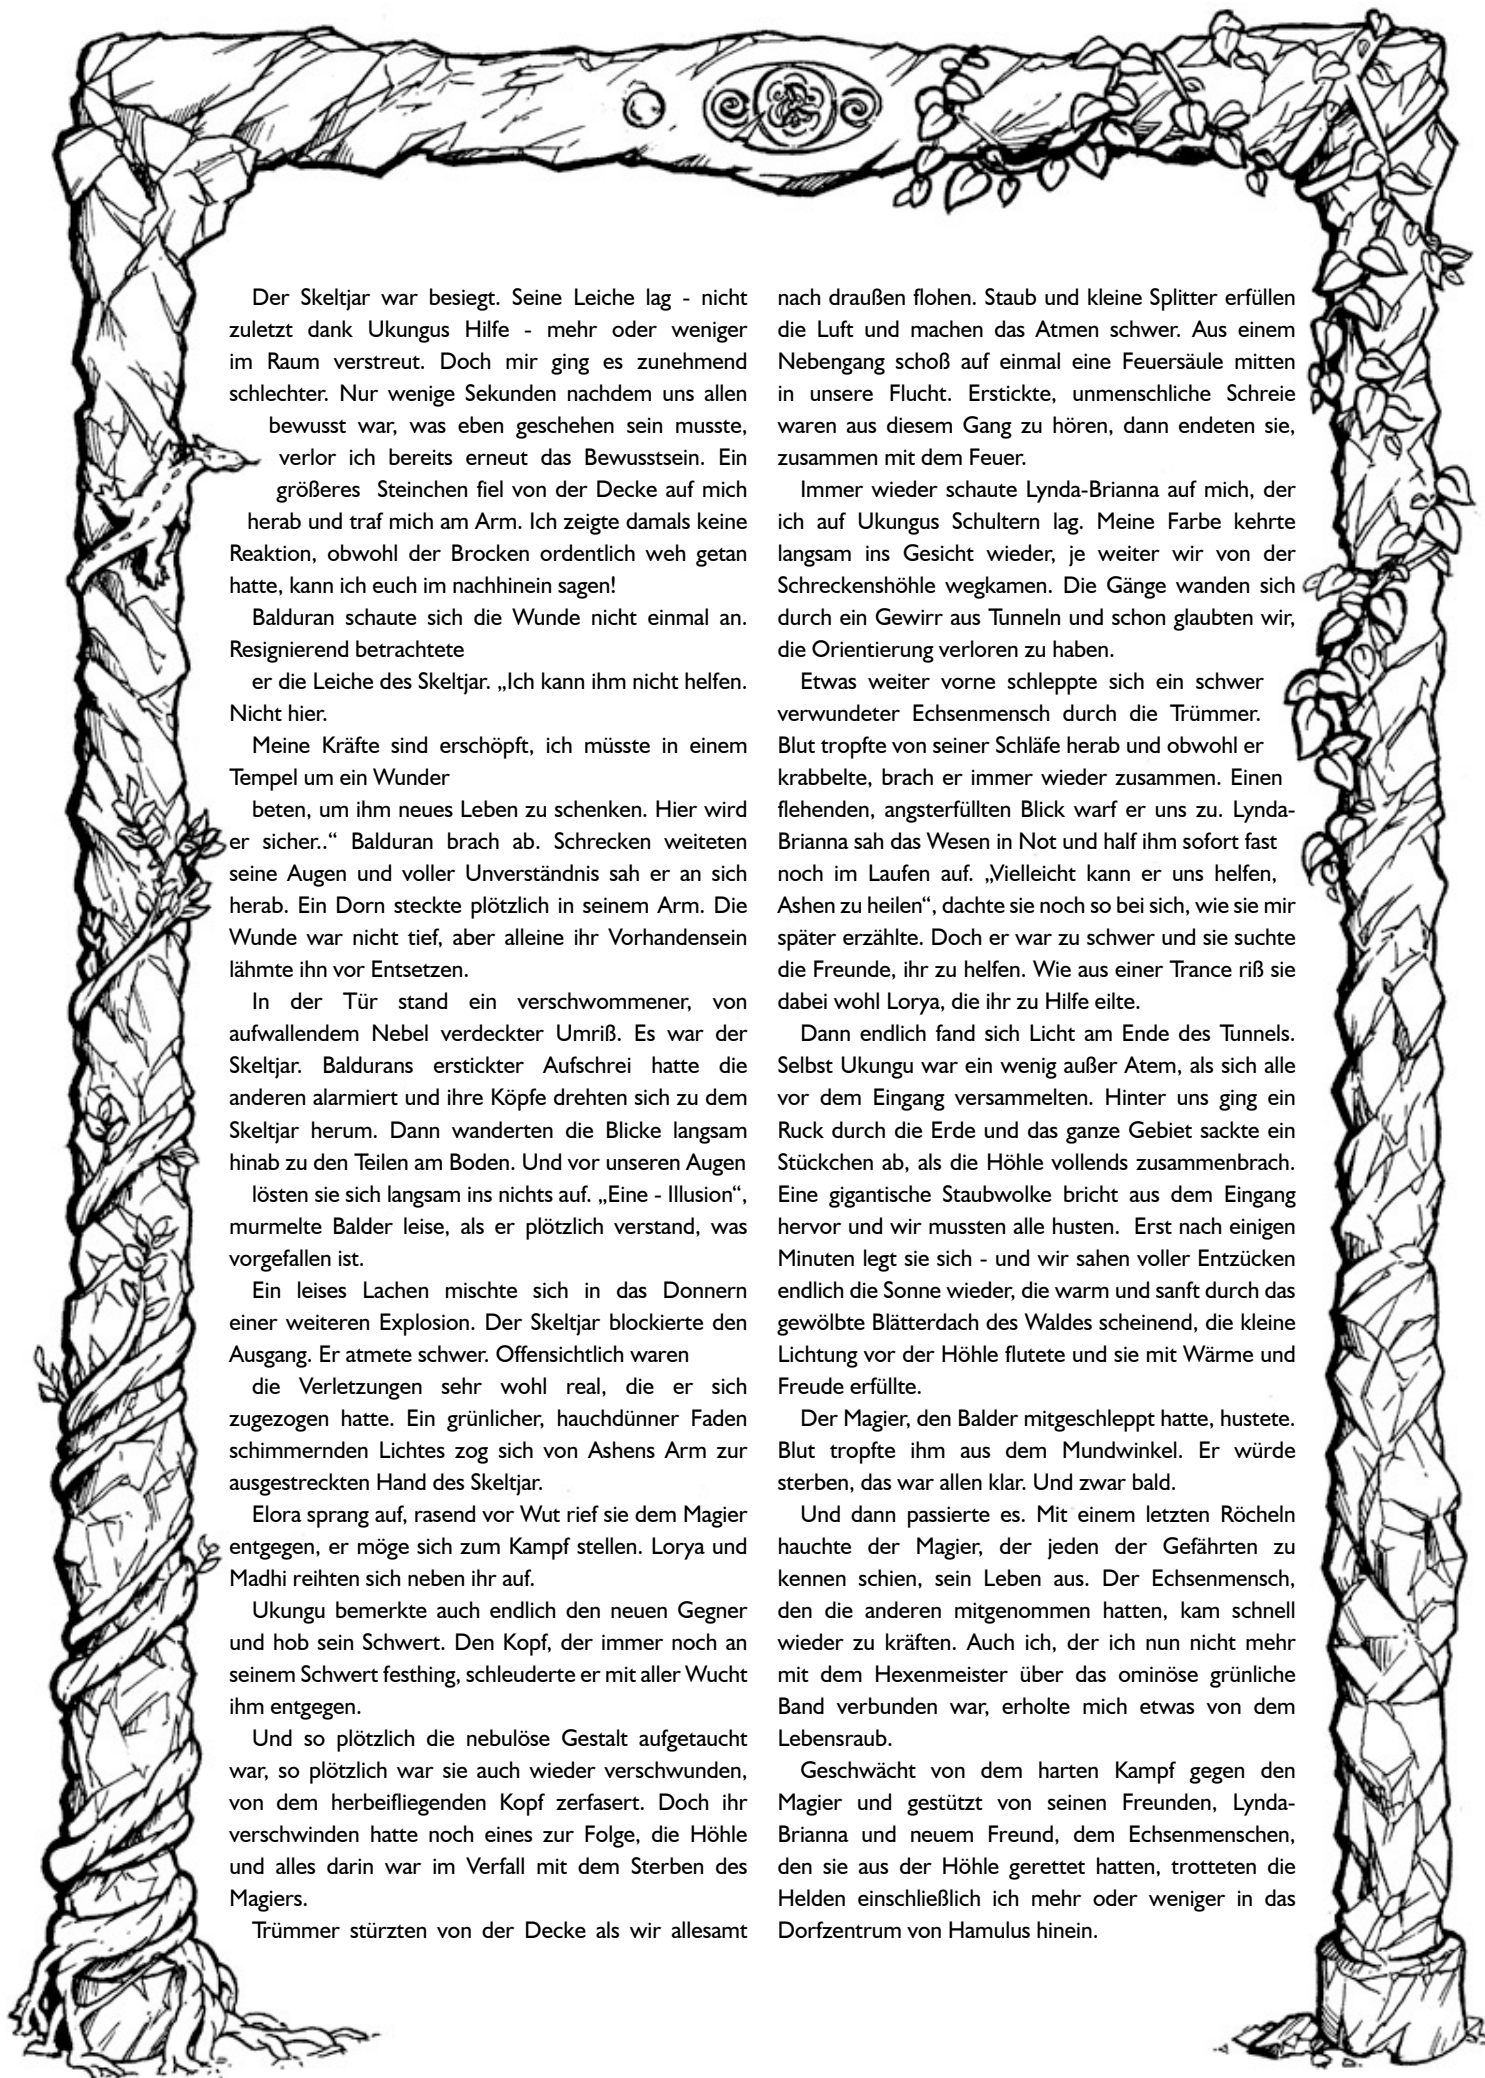 Der Skeltjar war besiegt. Seine Leiche lag - nicht
zuletzt dank Ukungus Hilfe - mehr oder weniger
im Raum verstreut. Doch mir ging es zunehmend
schlechter. Nur wenige Sekunden nachdem uns allen
bewusst war, was eben geschehen sein musste,
verlor ich bereits erneut das Bewusstsein. Ein
größeres Steinchen fiel von der Decke auf mich
herab und traf mich am Arm. Ich zeigte damals keine
Reaktion, obwohl der Brocken ordentlich weh getan
hatte, kann ich euch im nachhinein sagen!
Balduran schaute sich die Wunde nicht einmal an.
Resignierend betrachtete
er die Leiche des Skeltjar. „Ich kann ihm nicht helfen.
Nicht hier.
Meine Kräfte sind erschöpft, ich müsste in einem
Tempel um ein Wunder
beten, um ihm neues Leben zu schenken. Hier wird
er sicher..“ Balduran brach ab. Schrecken weiteten
seine Augen und voller Unverständnis sah er an sich
herab. Ein Dorn steckte plötzlich in seinem Arm. Die
Wunde war nicht tief, aber alleine ihr Vorhandensein
lähmte ihn vor Entsetzen.
In der Tür stand ein verschwommener, von
aufwallendem Nebel verdeckter Umriß. Es war der
Skeltjar. Baldurans erstickter Aufschrei hatte die
anderen alarmiert und ihre Köpfe drehten sich zu dem
Skeltjar herum. Dann wanderten die Blicke langsam
hinab zu den Teilen am Boden. Und vor unseren Augen
lösten sie sich langsam ins nichts auf. „Eine - Illusion“,
murmelte Balder leise, als er plötzlich verstand, was
vorgefallen ist.
Ein leises Lachen mischte sich in das Donnern
einer weiteren Explosion. Der Skeltjar blockierte den
Ausgang. Er atmete schwer. Offensichtlich waren
die Verletzungen sehr wohl real, die er sich
zugezogen hatte. Ein grünlicher, hauchdünner Faden
schimmernden Lichtes zog sich von Ashens Arm zur
ausgestreckten Hand des Skeltjar.
Elora sprang auf, rasend vor Wut rief sie dem Magier
entgegen, er möge sich zum Kampf stellen. Lorya und
Madhi reihten sich neben ihr auf.
Ukungu bemerkte auch endlich den neuen Gegner
und hob sein Schwert. Den Kopf, der immer noch an
seinem Schwert festhing, schleuderte er mit aller Wucht
ihm entgegen.
Und so plötzlich die nebulöse Gestalt aufgetaucht
war, so plötzlich war sie auch wieder verschwunden,
von dem herbeifliegenden Kopf zerfasert. Doch ihr
verschwinden hatte noch eines zur Folge, die Höhle
und alles darin war im Verfall mit dem Sterben des
Magiers.
Trümmer stürzten von der Decke als wir allesamt
nach draußen flohen. Staub und kleine Splitter erfüllen
die Luft und machen das Atmen schwer. Aus einem
Nebengang schoß auf einmal eine Feuersäule mitten
in unsere Flucht. Erstickte, unmenschliche Schreie
waren aus diesem Gang zu hören, dann endeten sie,
zusammen mit dem Feuer.
Immer wieder schaute Lynda-Brianna auf mich, der
ich auf Ukungus Schultern lag. Meine Farbe kehrte
langsam ins Gesicht wieder, je weiter wir von der
Schreckenshöhle wegkamen. Die Gänge wanden sich
durch ein Gewirr aus Tunneln und schon glaubten wir,
die Orientierung verloren zu haben.
Etwas weiter vorne schleppte sich ein schwer
verwundeter Echsenmensch durch die Trümmer.
Blut tropfte von seiner Schläfe herab und obwohl er
krabbelte, brach er immer wieder zusammen. Einen
flehenden, angsterfüllten Blick warf er uns zu. Lynda-
Brianna sah das Wesen in Not und half ihm sofort fast
noch im Laufen auf. „Vielleicht kann er uns helfen,
Ashen zu heilen“, dachte sie noch so bei sich, wie sie mir
später erzählte. Doch er war zu schwer und sie suchte
die Freunde, ihr zu helfen. Wie aus einer Trance riß sie
dabei wohl Lorya, die ihr zu Hilfe eilte.
Dann endlich fand sich Licht am Ende des Tunnels.
Selbst Ukungu war ein wenig außer Atem, als sich alle
vor dem Eingang versammelten. Hinter uns ging ein
Ruck durch die Erde und das ganze Gebiet sackte ein
Stückchen ab, als die Höhle vollends zusammenbrach.
Eine gigantische Staubwolke bricht aus dem Eingang
hervor und wir mussten alle husten. Erst nach einigen
Minuten legt sie sich - und wir sahen voller Entzücken
endlich die Sonne wieder, die warm und sanft durch das
gewölbte Blätterdach des Waldes scheinend, die kleine
Lichtung vor der Höhle flutete und sie mit Wärme und
Freude erfüllte.
Der Magier, den Balder mitgeschleppt hatte, hustete.
Blut tropfte ihm aus dem Mundwinkel. Er würde
sterben, das war allen klar. Und zwar bald.
Und dann passierte es. Mit einem letzten Röcheln
hauchte der Magier, der jeden der Gefährten zu
kennen schien, sein Leben aus. Der Echsenmensch,
den die anderen mitgenommen hatten, kam schnell
wieder zu kräften. Auch ich, der ich nun nicht mehr
mit dem Hexenmeister über das ominöse grünliche
Band verbunden war, erholte mich etwas von dem
Lebensraub.
Geschwächt von dem harten Kampf gegen den
Magier und gestützt von seinen Freunden, Lynda-
Brianna und neuem Freund, dem Echsenmenschen,
den sie aus der Höhle gerettet hatten, trotteten die
Helden einschließlich ich mehr oder weniger in das
Dorfzentrum von Hamulus hinein.